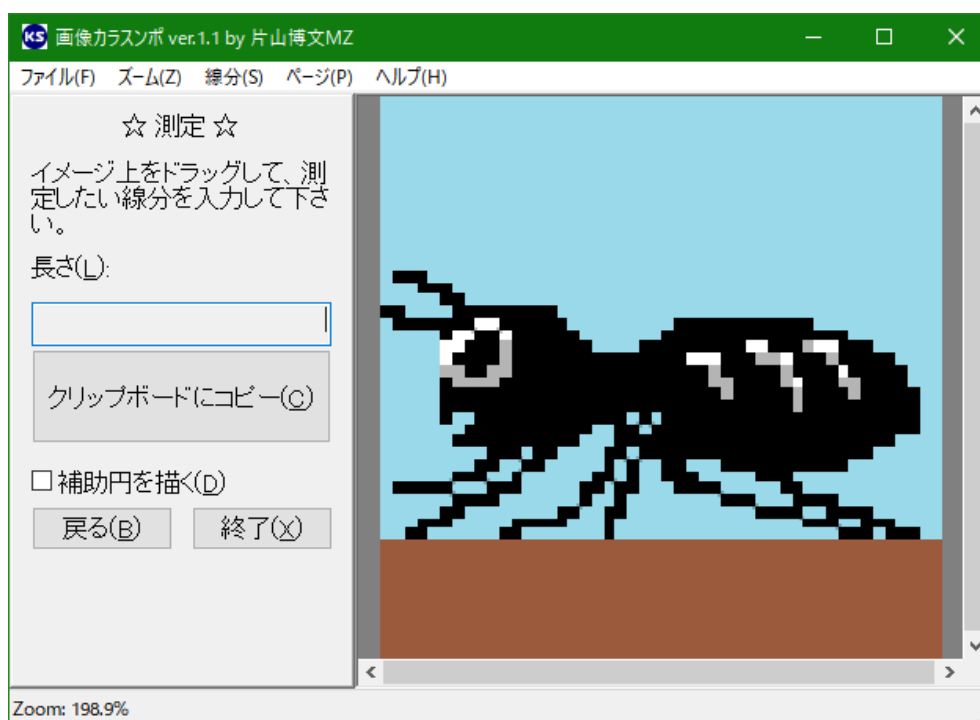 KS 画像カラスンポ ver.1.1 by 片山博文MZ
ファイル(F) ズーム(Z) 線分(S) ページ(P) ヘルプ(H)
☆ 測定 ☆
イメージ上をドラッグして、測
定したい線分を入力して下さ
い。
長さ(L):
クリップボードにコピー(C)
補助円を描く(D)
戻る(B) 終了(X)
Zoom: 198.9%